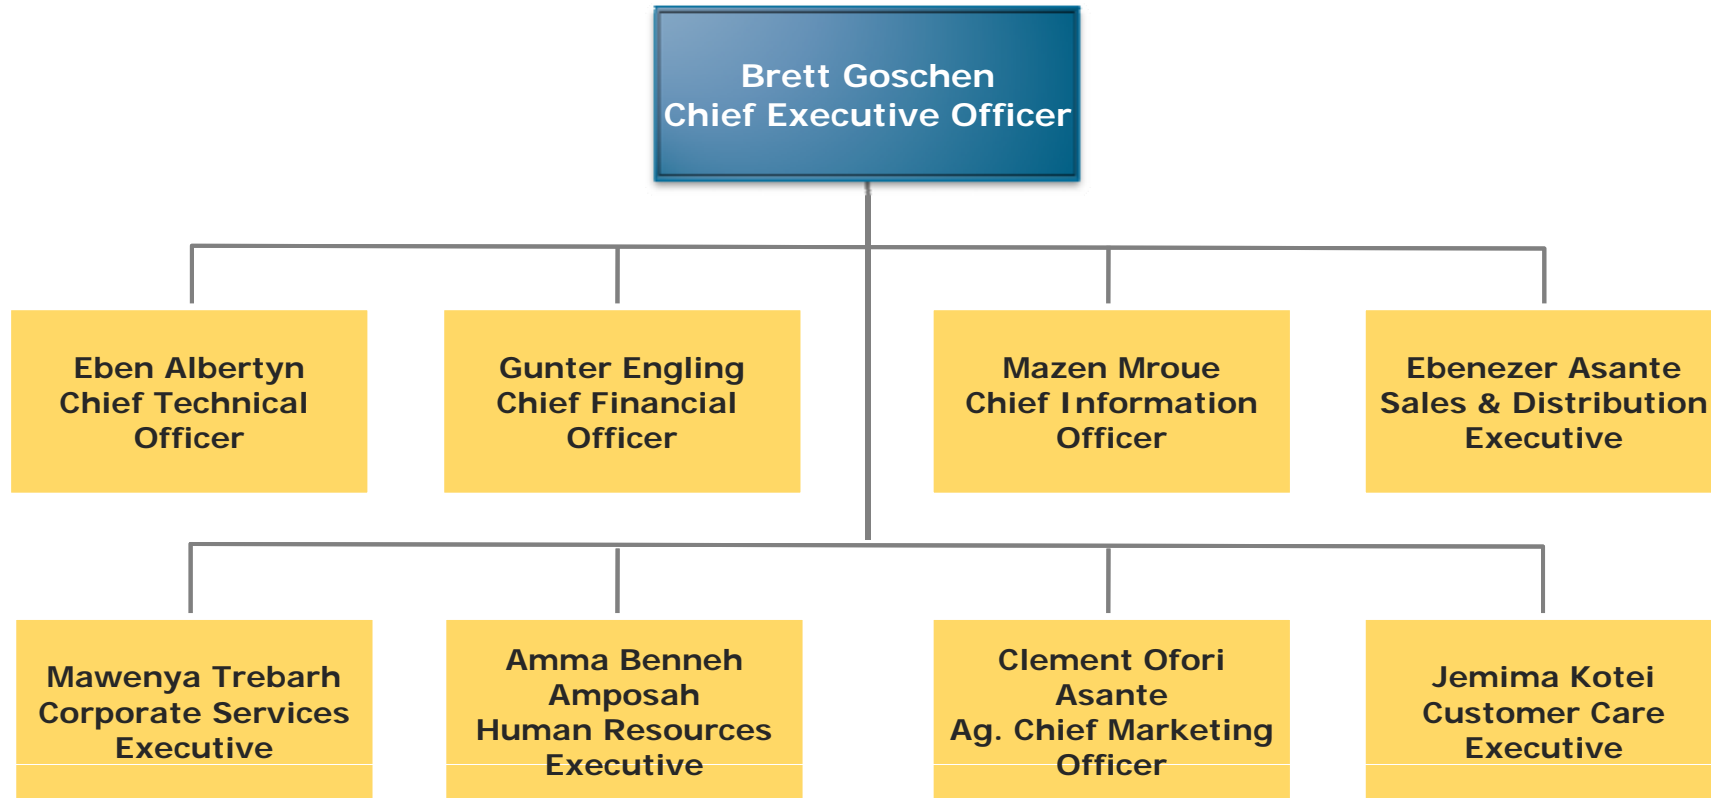 Brett Goschen
Chief Executive Officer
Eben Albertyn
Chief Technical
Officer
Gunter Engling
Chief Financial
Officer
Mazen Mroue
Chief Information
Officer
Ebenezer Asante
Sales & Distribution
Executive
Mawenya Trebarh
Corporate Services
Executive
Amma Benneh
Amposah
Human Resources
Executive
Clement Ofori
Asante
Ag. Chief Marketing
Officer
Jemima Kotei
Customer Care
Executive